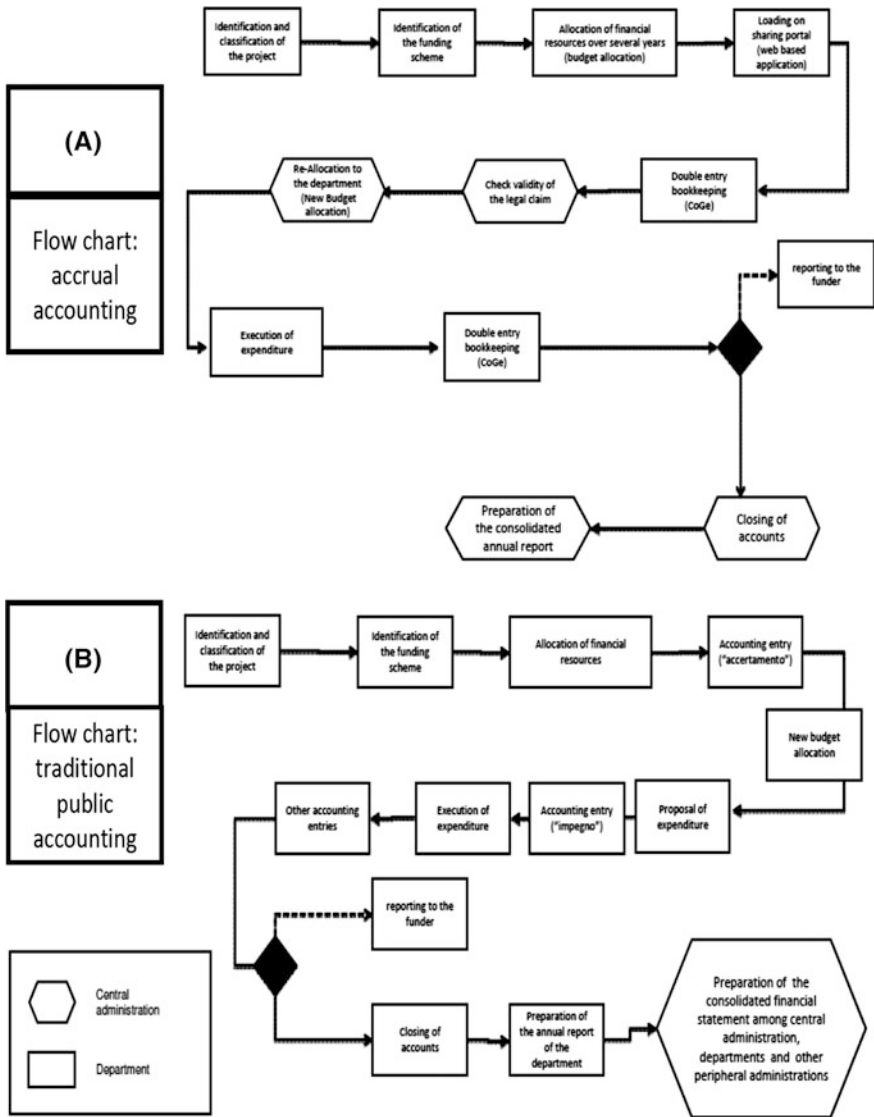 Identification and
classification of
the project
Identification of
the funding
scheme
Allocation of financial
resources over several years
(budget allocation)
Loading on
sharing portal
(web based
application)
(A)
Flow chart:
accrual
accounting
Re-Allocation to
the department
(New Budget
allocation)
Check validity of
the legal claim
Double entry
bookkeeping
(CoGe)
reporting to the
funder
Execution of
expenditure
Double entry
bookkeeping
(CoGe)
Preparation of
the consolidated
annual report
Closing of
accounts
(B)
Flow chart:
traditional
public
accounting
Identification and
classification of
the project
Identification of
the funding
scheme
Allocation of financial
resources
Accounting entry
("accertamento")
New budget
allocation
Other accounting
entries
Execution of
expenditure
Accounting entry
("impegno")
Proposal of
expenditure
reporting to the
funder
Closing of
accounts
Preparation of
the annual report
of the
department
Preparation of the
consolidated financial
statement among central
administration,
departments and other
peripheral administrations
Central
administration
Department